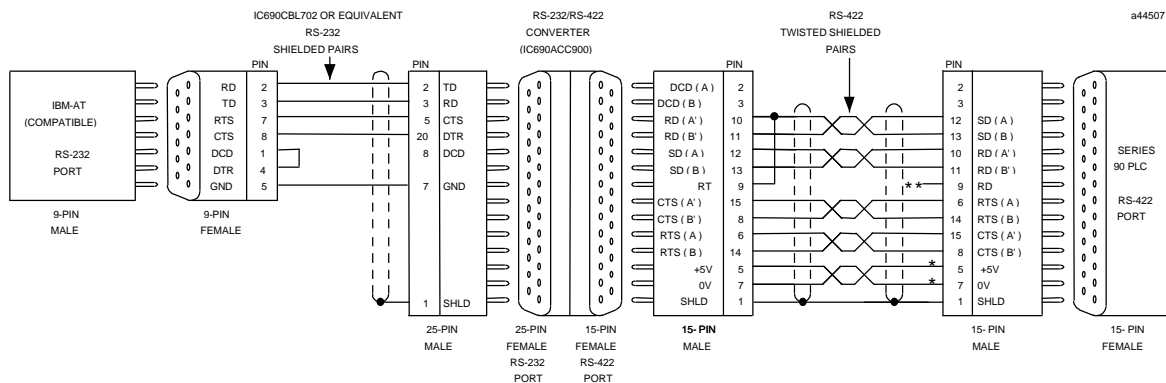 IC690CBL702 OR EQUIVALENT
RS-232
SHIELDED PAIRS
RS-232/RS-422
CONVERTER
(IC690ACC900)
RS-422
TWISTED SHIELDED
PAIRS
a44507
IBM-AT
(COMPATIBLE)
RS-232
PORT
9-PIN
MALE
PIN
RD 2
TD 3
RTS 7
CTS 8
DCD 1
DTR 4
GND 5
9-PIN
FEMALE
PIN
2 TD
3 RD
5 CTS
20 DTR
8 DCD
7 GND
1 SHLD
25-PIN
MALE
25-PIN
FEMALE
RS-232
PORT
15-PIN
FEMALE
RS-422
PORT
PIN
DCD ( A ) 2
DCD ( B ) 3
RD ( A' ) 10
RD ( B' ) 11
SD ( A ) 12
SD ( B ) 13
RT 9
CTS ( A' ) 15
CTS ( B' ) 8
RTS ( A ) 6
RTS ( B ) 14
+5V 5
0V 7
SHLD 1
15- PIN
MALE
PIN
2
3
12 SD ( A )
13 SD ( B )
10 RD ( A' )
11 RD ( B' )
** 9 RD
6 RTS ( A )
14 RTS ( B )
15 CTS ( A' )
8 CTS ( B' )
* 5 +5V
* 7 0V
1 SHLD
15- PIN
MALE
SERIES
90 PLC
RS-422
PORT
15- PIN
FEMALE